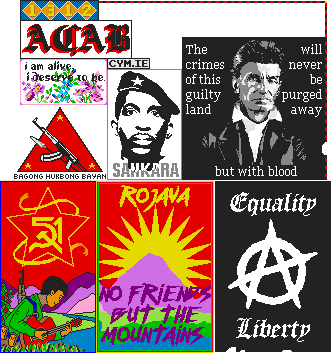 1312
ACAB
i am alive,
i deserve to be.
CYM.IE
SANKARA
BAGONG HUKBONG BAYAN
The will
crimes never
of this be
guilty purged
land away
but with blood
ROJAVA
NO FRIENDS
BUT THE
MOUNTAINS
Equality
Liberty